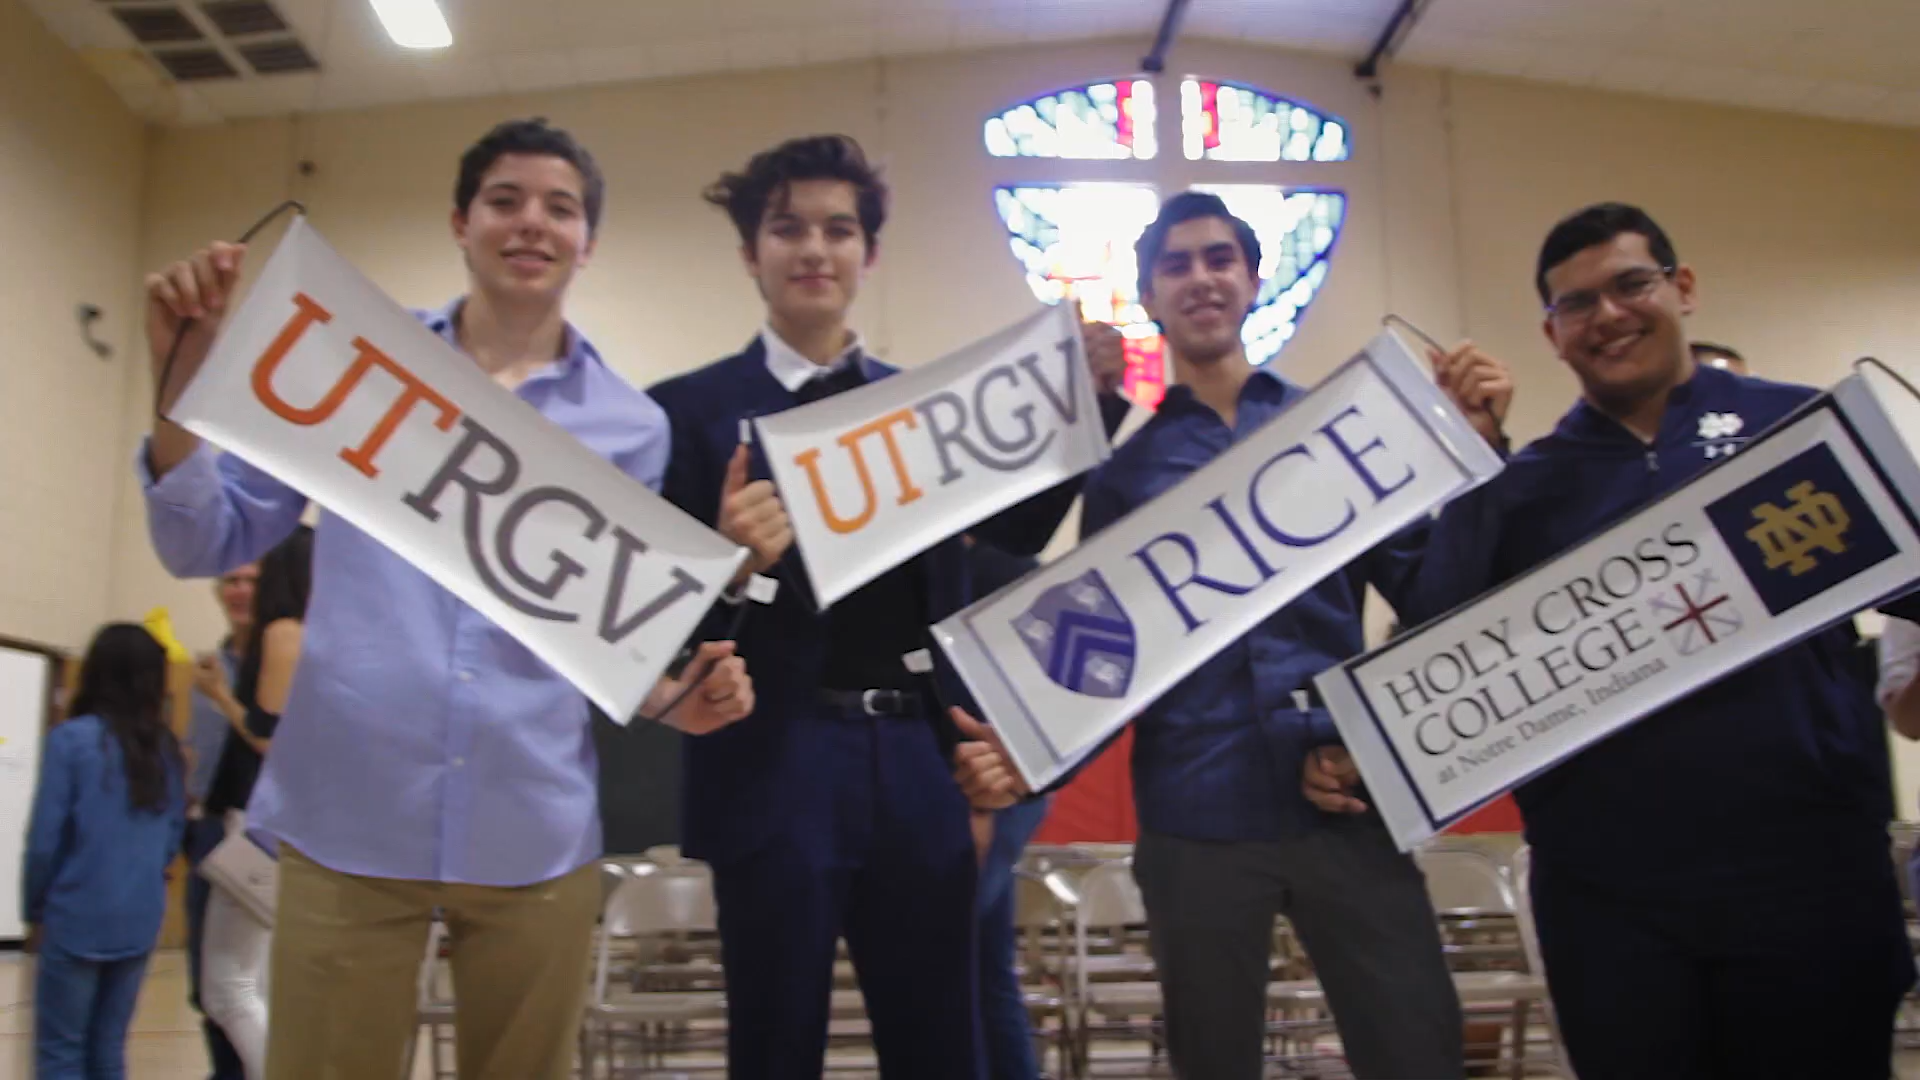 UTRGV
UTRGV
RICE
HOLY CROSS
COLLEGE
at Notre Dame, Indiana
ND